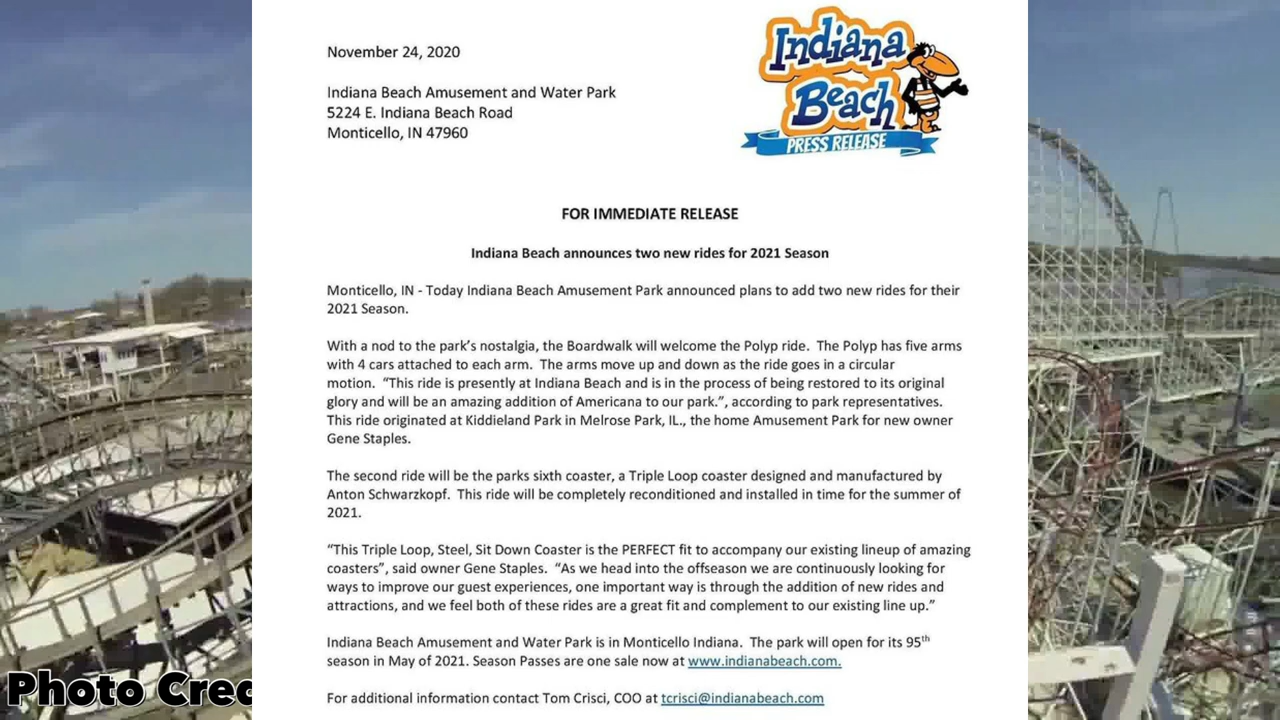 November 24, 2020
Indiana Beach
PRESS RELEASE
Indiana Beach Amusement and Water Park
5224 E. Indiana Beach Road
Monticello, IN 47960
FOR IMMEDIATE RELEASE
Indiana Beach announces two new rides for 2021 Season
Monticello, IN - Today Indiana Beach Amusement Park announced plans to add two new rides for their
2021 Season.
With a nod to the park’s nostalgia, the Boardwalk will welcome the Polyp ride. The Polyp has five arms
with 4 cars attached to each arm. The arms move up and down as the ride goes in a circular
motion. “This ride is presently at Indiana Beach and is in the process of being restored to its original
glory and will be an amazing addition of Americana to our park.”, according to park representatives.
This ride originated at Kiddieland Park in Melrose Park, IL., the home Amusement Park for new owner
Gene Staples.
The second ride will be the parks sixth coaster, a Triple Loop coaster designed and manufactured by
Anton Schwarzkopf. This ride will be completely reconditioned and installed in time for the summer of
2021.
“This Triple Loop, Steel, Sit Down Coaster is the PERFECT fit to accompany our existing lineup of amazing
coasters”, said owner Gene Staples. “As we head into the offseason we are continuously looking for
ways to improve our guest experiences, one important way is through the addition of new rides and
attractions, and we feel both of these rides are a great fit and complement to our existing line up.”
Indiana Beach Amusement and Water Park is in Monticello Indiana. The park will open for its 95th
season in May of 2021. Season Passes are one sale now at www.indianabeach.com.
For additional information contact Tom Crisci, COO at tcrisci@indianabeach.com
Photo Cred